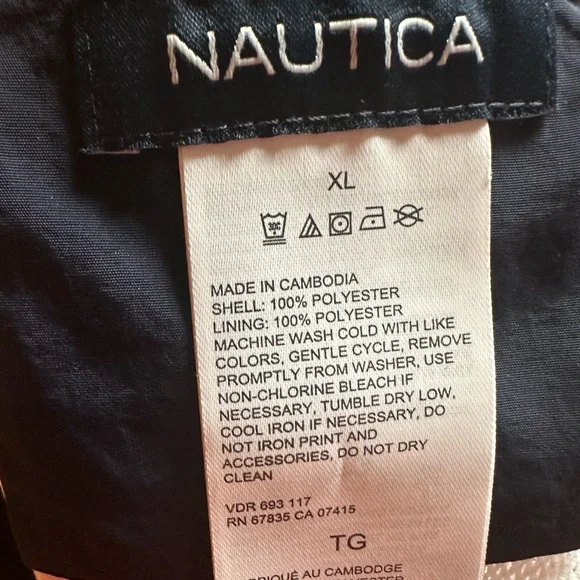 NAUTICA
XL
30C
MADE IN CAMBODIA
SHELL: 100% POLYESTER
LINING: 100% POLYESTER
MACHINE WASH COLD WITH LIKE
COLORS, GENTLE CYCLE, REMOVE
PROMPTLY FROM WASHER, USE
NON-CHLORINE BLEACH IF
NECESSARY, TUMBLE DRY LOW,
COOL IRON IF NECESSARY, DO
NOT IRON PRINT AND
ACCESSORIES, DO NOT DRY
CLEAN
VDR 693 117
RN 67835 CA 07415
TG
AU CAMBODGE